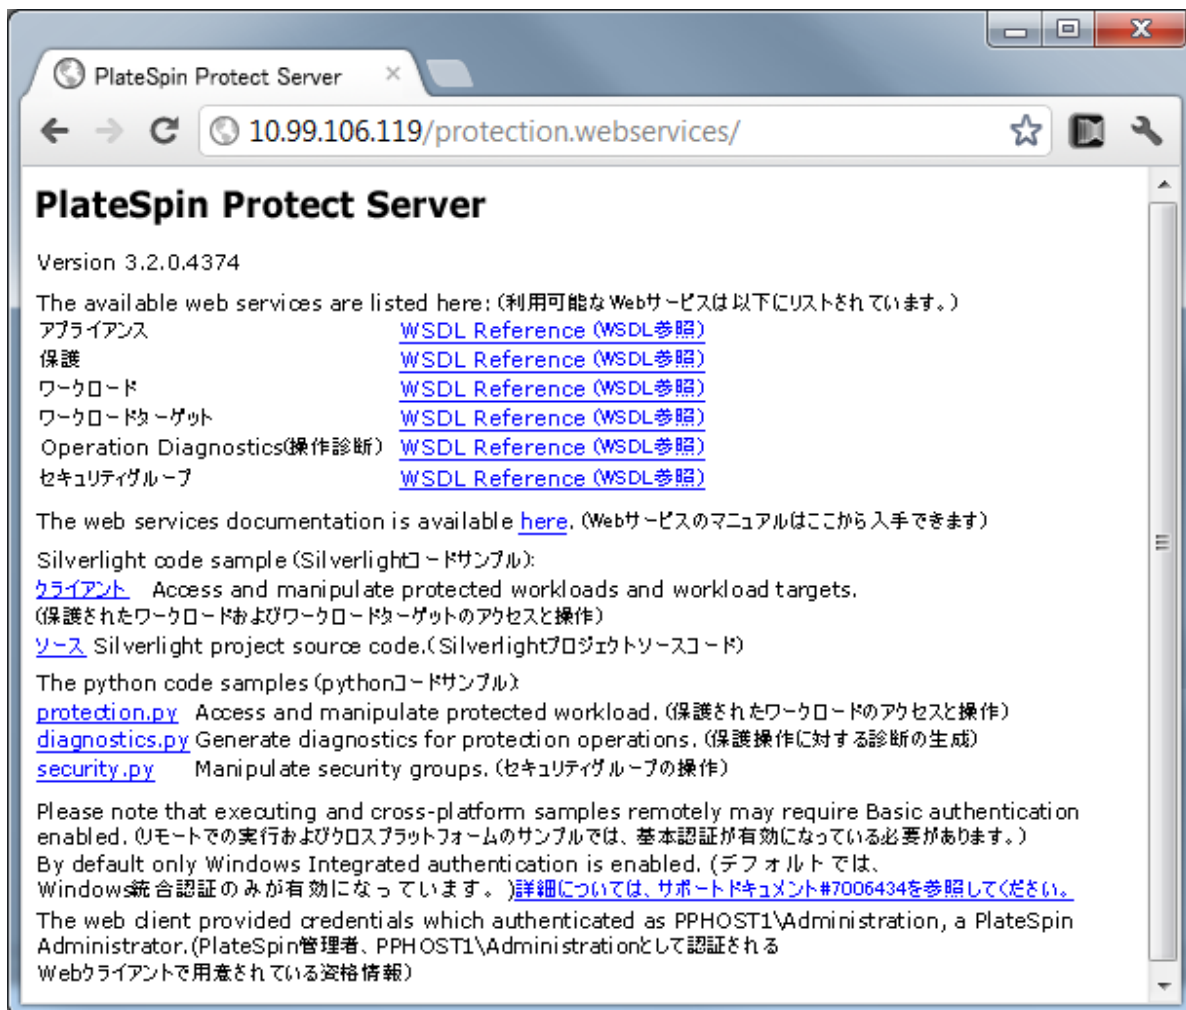 PlateSpin Protect Server
10.99.106.119/protection.webservices/
PlateSpin Protect Server
Version 3.2.0.4374
The available web services are listed here: (利用可能なWebサービスは以下にリストされています。)
アプライアンス WSDL Reference (WSDL参照)
保護 WSDL Reference (WSDL参照)
ワークロード WSDL Reference (WSDL参照)
ワークロードターゲット WSDL Reference (WSDL参照)
Operation Diagnostics(操作診断) WSDL Reference (WSDL参照)
セキュリティグループ WSDL Reference (WSDL参照)
The web services documentation is available here. (Webサービスのマニュアルはここから入手できます)
Silverlight code sample (Silverlightコードサンプル):
クライアント Access and manipulate protected workloads and workload targets.
(保護されたワークロードおよびワークロードターゲットのアクセスと操作)
ソース Silverlight project source code.(Silverlightプロジェクトソースコード)
The python code samples (pythonコードサンプル):
protection.py Access and manipulate protected workload. (保護されたワークロードのアクセスと操作)
diagnostics.py Generate diagnostics for protection operations. (保護操作に対する診断の生成)
security.py Manipulate security groups. (セキュリティグループの操作)
Please note that executing and cross-platform samples remotely may require Basic authentication
enabled. (リモートでの実行およびクロスプラットフォームのサンプルでは、基本認証が有効になっている必要があります。)
By default only Windows Integrated authentication is enabled. (デフォルトでは、
Windows統合認証のみが有効になっています。)詳細については、サポートドキュメント#7006434を参照してください。
The web client provided credentials which authenticated as PPHOST1\Administration, a PlateSpin
Administrator.(PlateSpin管理者、PPHOST1\Administrationとして認証される
Webクライアントで用意されている資格情報)